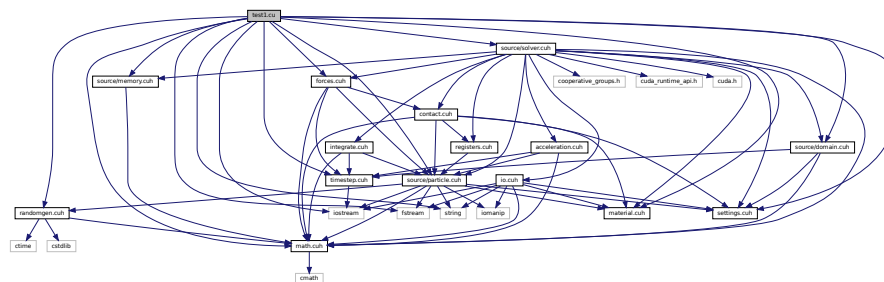 test1.cu
source/solver.cuh
source/memory.cuh
forces.cuh
cooperative_groups.h
cuda_runtime_api.h
cuda.h
contact.cuh
integrate.cuh
registers.cuh
acceleration.cuh
source/domain.cuh
timestep.cuh
source/particle.cuh
io.cuh
randomgen.cuh
iostream
fstream
string
iomanip
material.cuh
settings.cuh
ctime
cstdlib
math.cuh
cmath